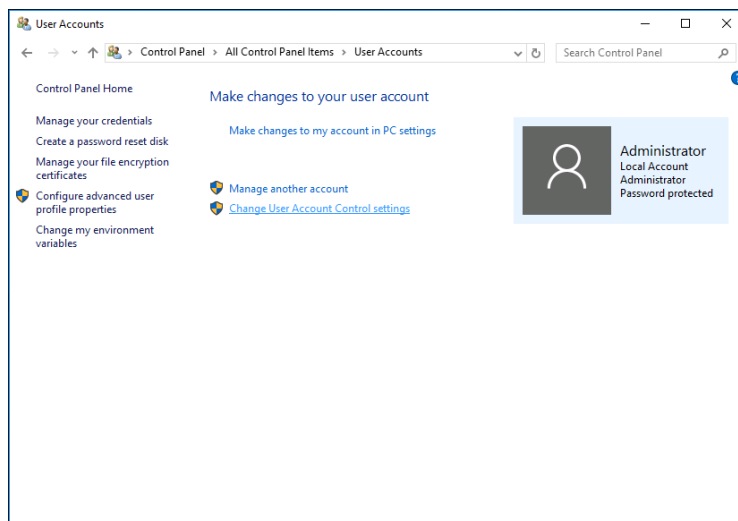 User Accounts
Control Panel > All Control Panel Items > User Accounts
Search Control Panel
Control Panel Home
Manage your credentials
Create a password reset disk
Manage your file encryption
certificates
Configure advanced user
profile properties
Change my environment
variables
Make changes to your user account
Make changes to my account in PC settings
Manage another account
Change User Account Control settings
Administrator
Local Account
Administrator
Password protected